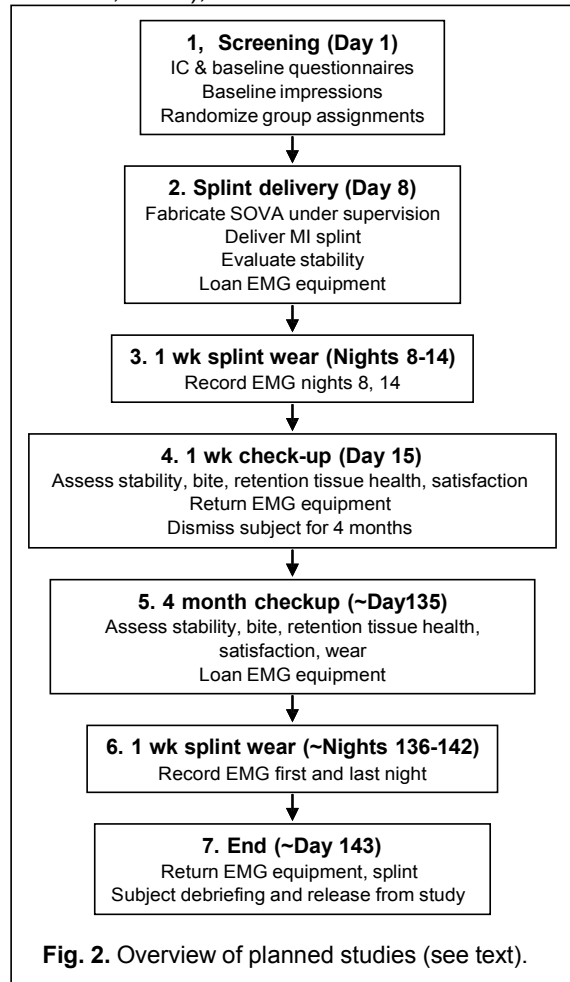 1, Screening (Day 1)
IC & baseline questionnaires
Baseline impressions
Randomize group assignments
2. Splint delivery (Day 8)
Fabricate SOVA under supervision
Deliver MI splint
Evaluate stability
Loan EMG equipment
3. 1 wk splint wear (Nights 8-14)
Record EMG nights 8, 14
4. 1 wk check-up (Day 15)
Assess stability, bite, retention tissue health, satisfaction
Return EMG equipment
Dismiss subject for 4 months
5. 4 month checkup (~Day135)
Assess stability, bite, retention tissue health,
satisfaction, wear
Loan EMG equipment
6. 1 wk splint wear (~Nights 136-142)
Record EMG first and last night
7. End (~Day 143)
Return EMG equipment, splint
Subject debriefing and release from study
Fig. 2. Overview of planned studies (see text).